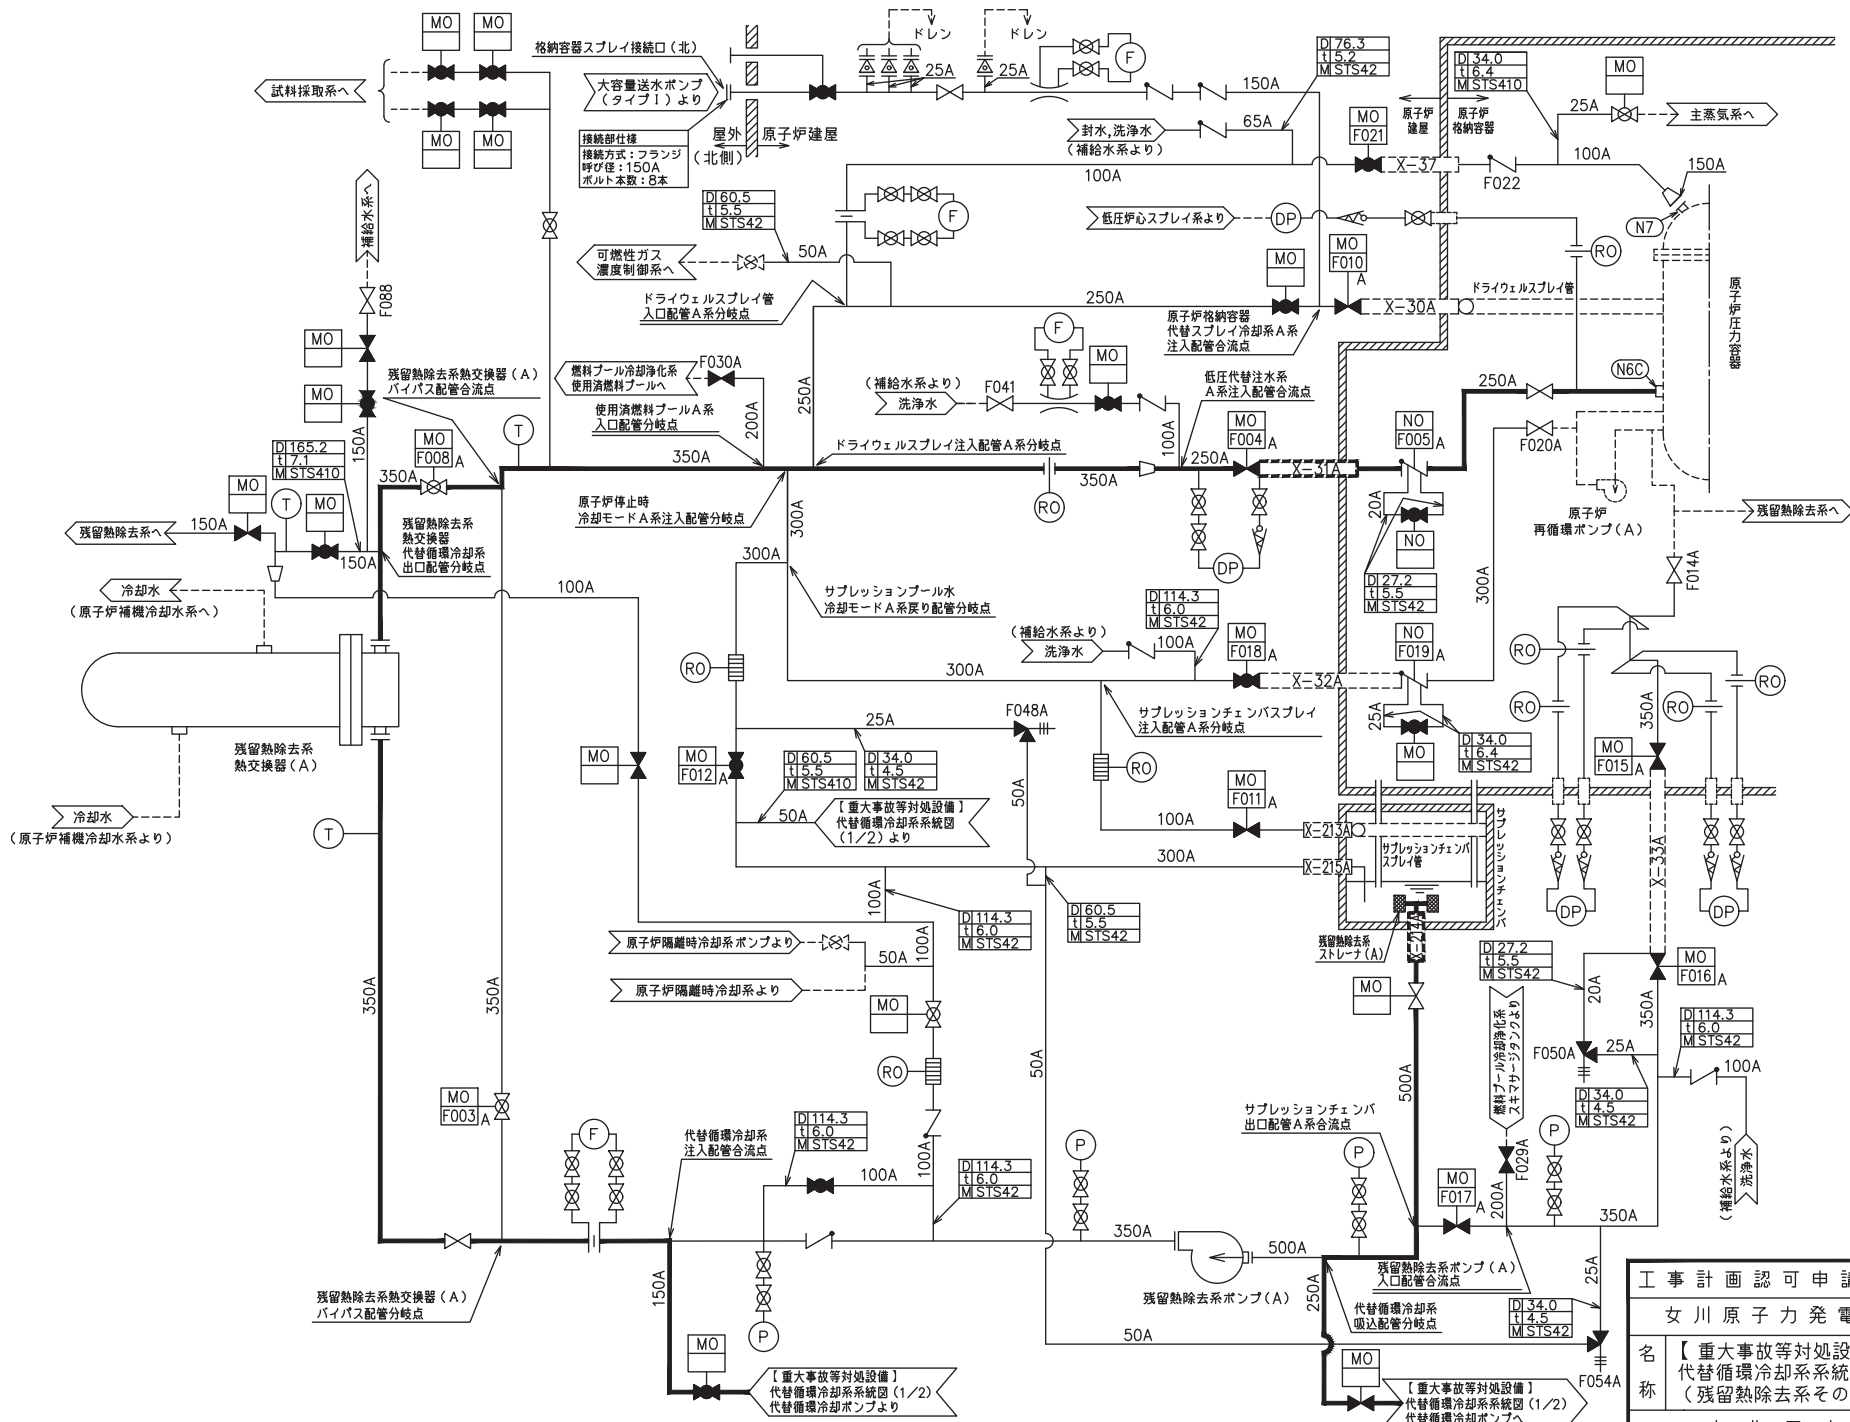 MO
MO
試料採取系へ
MO
MO
格納容器スプレイ接続口(北)
大容量送水ポンプ
(タイプⅠ)より
接続部仕様
接続方式:フランジ
呼び径:150A
ボルト本数:8本
屋外
原子炉建屋
(北側)
ドレン
ドレン
25A
25A
F
150A
D 76.3
t 5.2
M STS42
封水,洗浄水
(補給水系より)
65A
100A
D 34.0
t 6.4
M STS410
原子炉
建屋
原子炉
格納容器
MO
25A
主蒸気系へ
MO
F021
X-37
F022
100A
150A
N7
補給水系へ
F088
MO
MO
150A
D 60.5
t 5.5
M STS42
F
可燃性ガス
濃度制御系へ
50A
低圧炉心スプレイ系より
DP
RO
ドライウェルスプレイ管
入口配管A系分岐点
250A
MO
MO
F010
A
X-30A
ドライウェルスプレイ管
原子炉圧力容器
原子炉格納容器
代替スプレイ冷却系A系
注入配管合流点
残留熱除去系熱交換器(A)
バイパス配管合流点
燃料プール冷却浄化系
使用済燃料プールへ
F030A
使用済燃料プールA系
入口配管分岐点
200A
250A
(補給水系より)
洗浄水
F041
F
MO
100A
低圧代替注水系
A系注入配管合流点
N6C
250A
D 165.2
t 7.1
M STS410
MO
F008
A
350A
T
350A
ドライウェルスプレイ注入配管A系分岐点
RO
350A
250A
MO
F004
A
X-31A
NO
F005
A
F020A
MO
T
MO
残留熱除去系へ
150A
150A
残留熱除去系
熱交換器
代替循環冷却系
出口配管分岐点
原子炉停止時
冷却モードA系注入配管分岐点
300A
DP
20A
NO
D 27.2
t 5.5
M STS42
原子炉
再循環ポンプ(A)
残留熱除去系へ
F014A
冷却水
(原子炉補機冷却水系へ)
100A
300A
サプレッションプール水
冷却モードA系戻り配管分岐点
D 114.3
t 6.0
M STS42
(補給水系より)
洗浄水
100A
MO
F018
A
X-32A
NO
F019
A
300A
RO
RO
RO
RO
350A
RO
300A
残留熱除去系
熱交換器(A)
MO
MO
F012
A
25A
F048A
D 60.5
t 5.5
M STS410
D 34.0
t 4.5
M STS42
50A
サプレッションチェンバスプレイ
注入配管A系分岐点
RO
25A
MO
D 34.0
t 6.4
M STS42
MO
F015
A
冷却水
(原子炉補機冷却水系より)
T
50A
【重大事故等対処設備】
代替循環冷却系系統図
(1/2)より
MO
F011
A
100A
X-213A
サプレッションチェンバ
スプレイ管
サプレッションチェンバ
300A
X-215A
X-33A
DP
DP
100A
D 114.3
t 6.0
M STS42
D 60.5
t 5.5
M STS42
残留熱除去系
ストレーナ(A)
X-214A
原子炉隔離時冷却系ポンプより
原子炉隔離時冷却系より
50A
100A
MO
RO
MO
D 27.2
t 5.5
M STS42
MO
F016
A
20A
350A
350A
350A
50A
500A
燃料プール冷却浄化系
スキマサージタンクより
F050A
25A
D 114.3
t 6.0
M STS42
100A
D 34.0
t 4.5
M STS42
MO
F003
A
F
代替循環冷却系
注入配管合流点
D 114.3
t 6.0
M STS42
100A
100A
D 114.3
t 6.0
M STS42
P
サプレッションチェンバ
出口配管A系合流点
P
MO
F017
A
F029A
200A
P
350A
(補給水系より)
洗浄水
残留熱除去系熱交換器(A)
バイパス配管分岐点
150A
P
350A
500A
残留熱除去系ポンプ(A)
250A
残留熱除去系ポンプ(A)
入口配管合流点
代替循環冷却系
吸込配管分岐点
25A
D 34.0
t 4.5
M STS42
50A
F054A
MO
【重大事故等対処設備】
代替循環冷却系系統図(1/2)
代替循環冷却ポンプより
MO
【重大事故等対処設備】
代替循環冷却系系統図(1/2)
代替循環冷却ポンプへ
工事計画認可申請
女川原子力発電
名称
【重大事故等対処設
代替循環冷却系系統
(残留熱除去系その